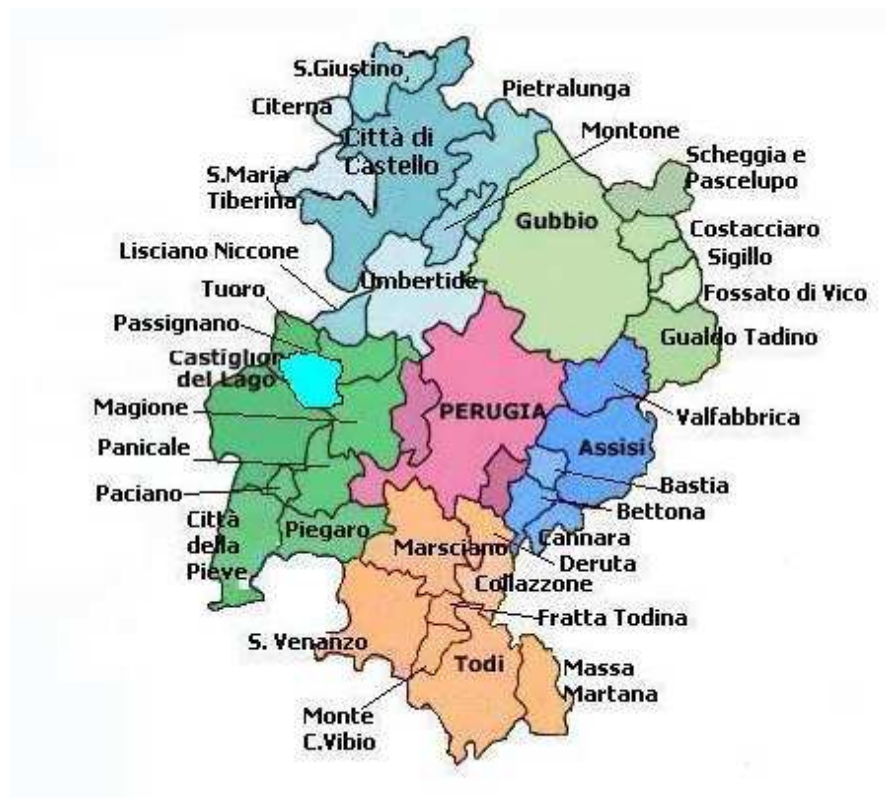 S.Giustino
Pietralunga
Citerna
Montone
Città di
Castello
Scheggia e
Pascelupo
S.Maria
Tiberina
Gubbio
Costacciaro
Lisciano Niccone
Sigillo
Umbertide
Tuoro
Fossato di Vico
Passignano
Gualdo Tadino
Castiglion
del Lago
Magione
PERUGIA
Valfabbrica
Panicale
Assisi
Paciano
Bastia
Bettona
Città
della
Pieve
Piegaro
Marsciano
Cannara
Deruta
Collazzone
Fratta Todina
S. Venanzo
Todi
Massa
Martana
Monte
C.Vibio